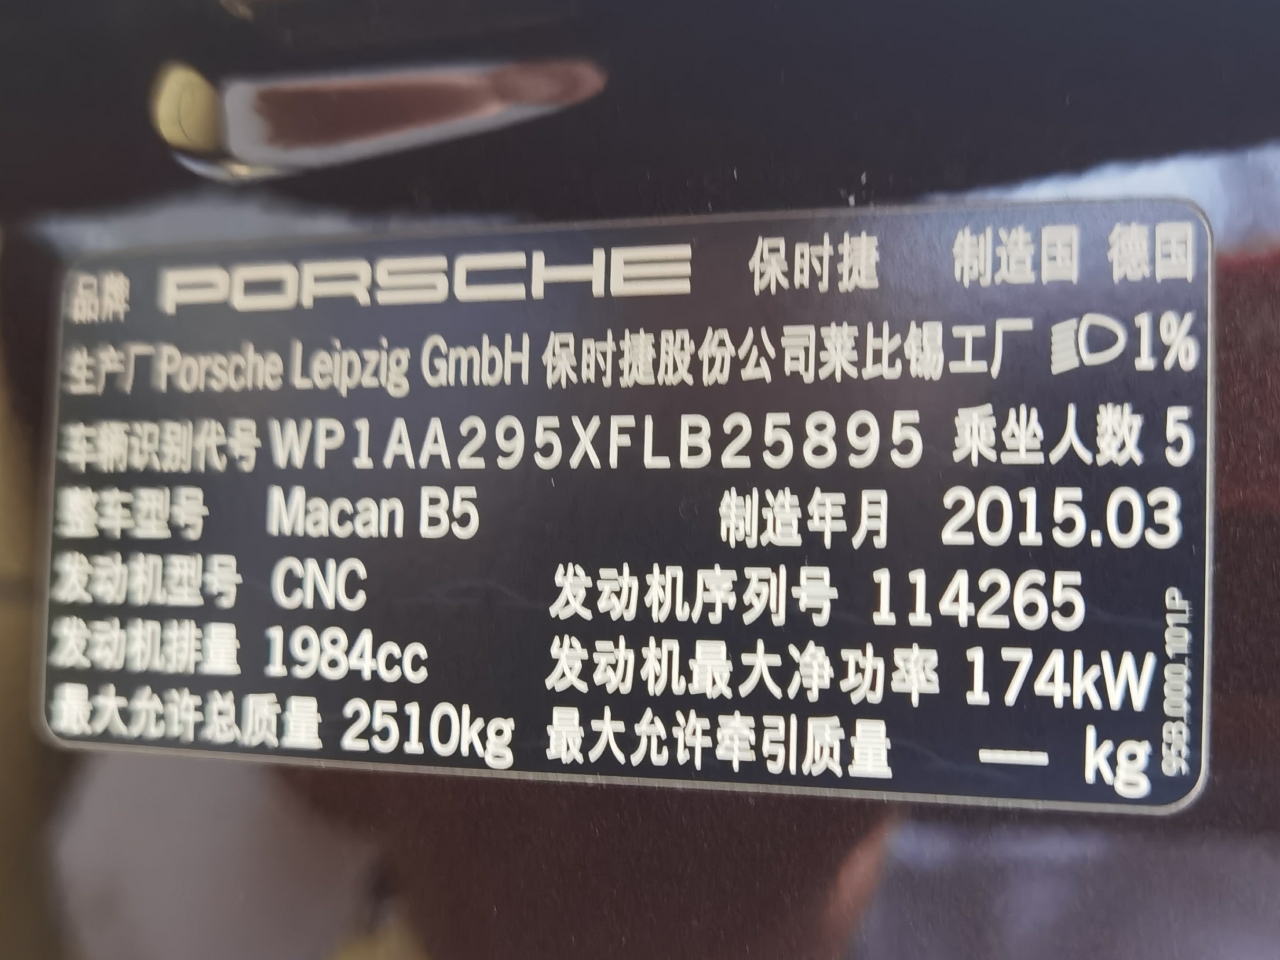 品牌 PORSCHE 保时捷 制造国 德国
生产厂 Porsche Leipzig GmbH 保时捷股份公司莱比锡工厂 1%
车辆识别代号 WP1AA295XFLB25895 乘坐人数 5
整车型号 Macan B5 制造年月 2015.03
发动机型号 CNC 发动机序列号 114265
发动机排量 1984cc 发动机最大净功率 174kW
最大允许总质量 2510kg 最大允许牵引质量 — kg
95B.000.101.P